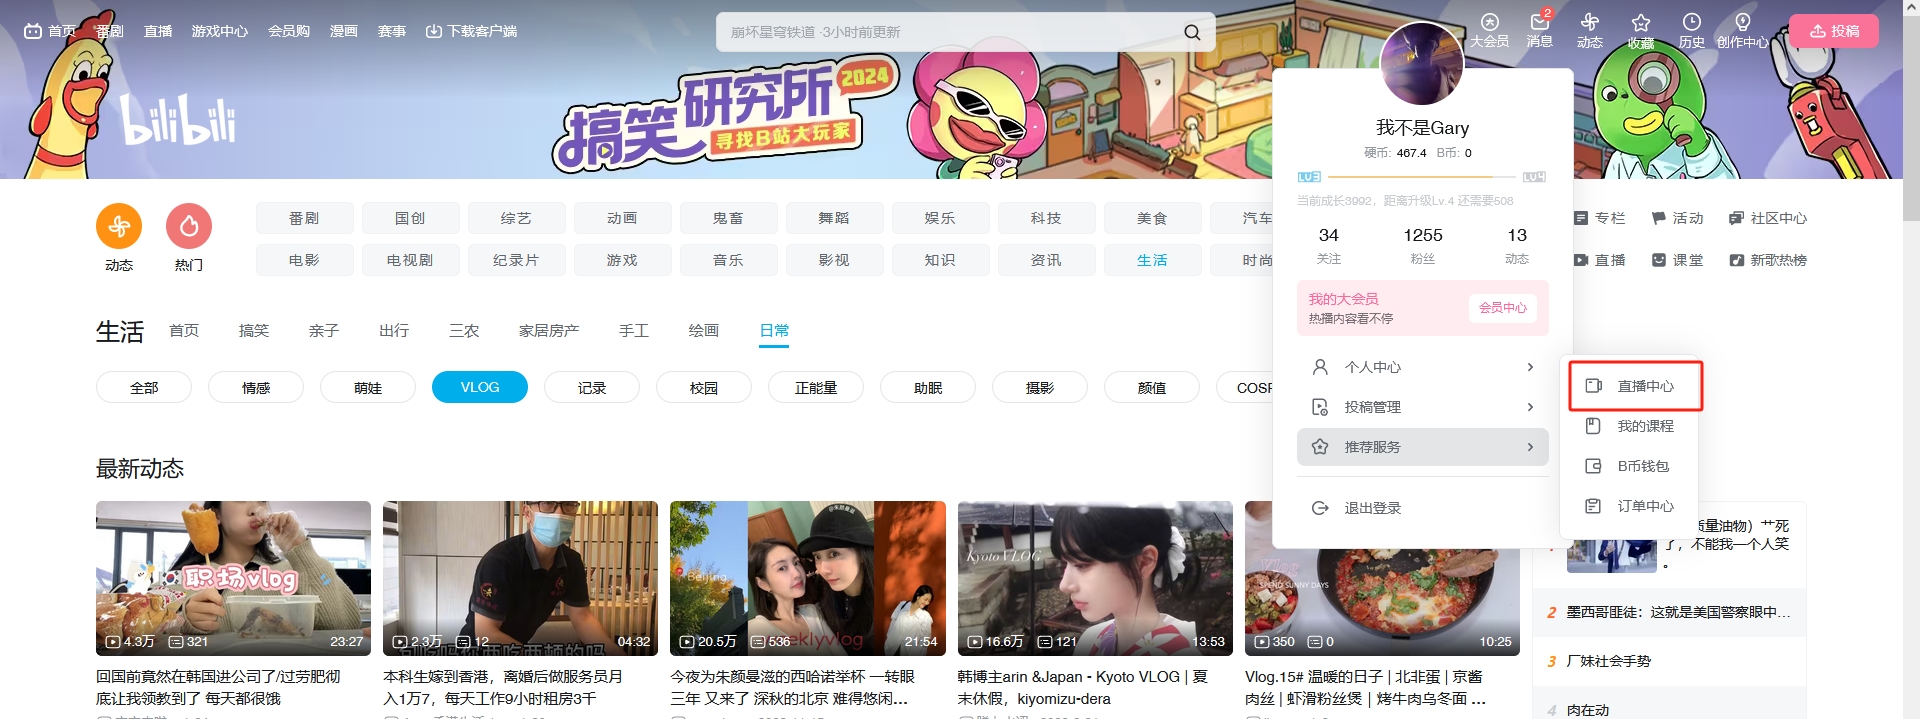 首页 番剧 直播 游戏中心 会员购 漫画 赛事 下载客户端
崩坏星穹铁道 ·3小时前更新
大会员 消息 2 动态 收藏 历史 创作中心 投稿
bilibili
搞笑研究所 2024
寻找B站大玩家
我不是Gary
硬币: 467.4 B币: 0
LV3 LV4
当前成长3992，距离升级Lv.4 还需要508
34 1255 13
关注 粉丝 动态
我的大会员
热播内容看不停
会员中心
个人中心
投稿管理
推荐服务
退出登录
直播中心
我的课程
B币钱包
订单中心
动态 热门
番剧 国创 综艺 动画 鬼畜 舞蹈 娱乐 科技 美食 汽车
电影 电视剧 纪录片 游戏 音乐 影视 知识 资讯 生活 时尚
专栏 活动 社区中心
直播 课堂 新歌热榜
生活 首页 搞笑 亲子 出行 三农 家居房产 手工 绘画 日常
全部 情感 萌娃 VLOG 记录 校园 正能量 助眠 摄影 颜值
最新动态
职场vlog
4.3万 321 23:27
回国前竟然在韩国进公司了/过劳肥彻
底让我领教到了 每天都很饿
2.3万 12 04:32
本科生嫁到香港，离婚后做服务员月
入1万7，每天工作9小时租房3千
Beijing
weeklyvlog
20.5万 536 21:54
今夜为朱颜曼滋的西哈诺举杯 一转眼
三年 又来了 深秋的北京 难得悠闲...
Kyoto VLOG
16.6万 121 13:53
韩博主arin &Japan - Kyoto VLOG | 夏
末休假，kiyomizu-dera
Vlog
SPEND SUNNY DAYS
350 0 10:25
Vlog.15# 温暖的日子 | 北非蛋 | 京酱
肉丝 | 虾滑粉丝煲 | 烤牛肉乌冬面 ...
质量油物）艹死
了，不能我一个人笑
。
2 墨西哥匪徒：这就是美国警察眼中...
3 厂妹社会手势
4 肉在动